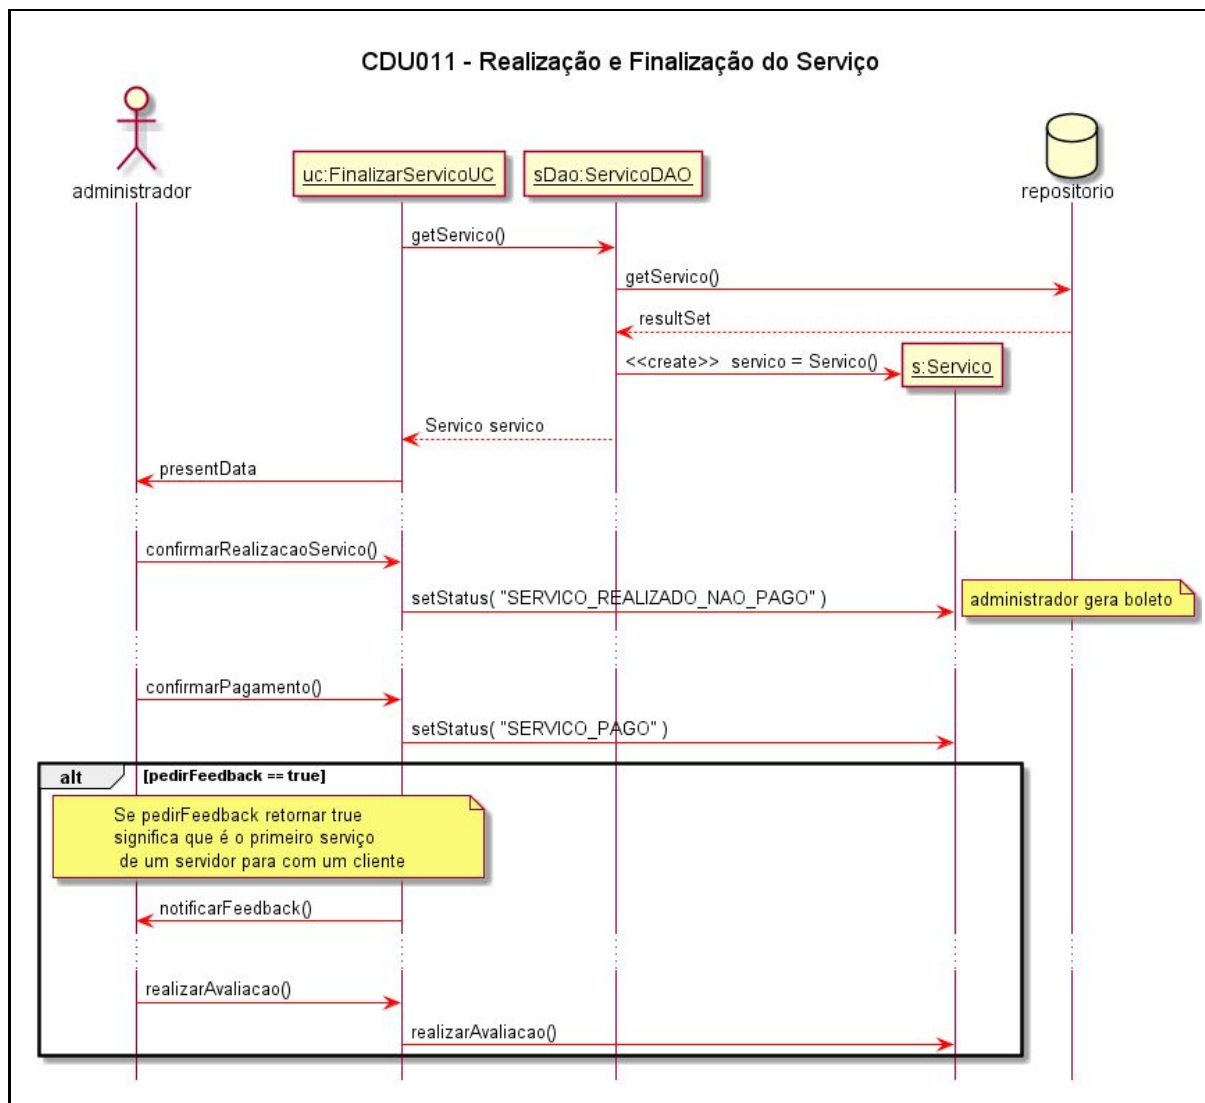 CDU011 - Realização e Finalização do Serviço
administrador
uc:FinalizarServicoUC
sDao:ServicoDAO
repositorio
getServico()
getServico()
resultSet
<<create>>  servico = Servico()
s:Servico
Servico servico
presentData
confirmarRealizacaoServico()
setStatus( "SERVICO_REALIZADO_NAO_PAGO" )
administrador gera boleto
confirmarPagamento()
setStatus( "SERVICO_PAGO" )
alt
[pedirFeedback == true]
Se pedirFeedback retornar true
significa que é o primeiro serviço
de um servidor para com um cliente
notificarFeedback()
realizarAvaliacao()
realizarAvaliacao()